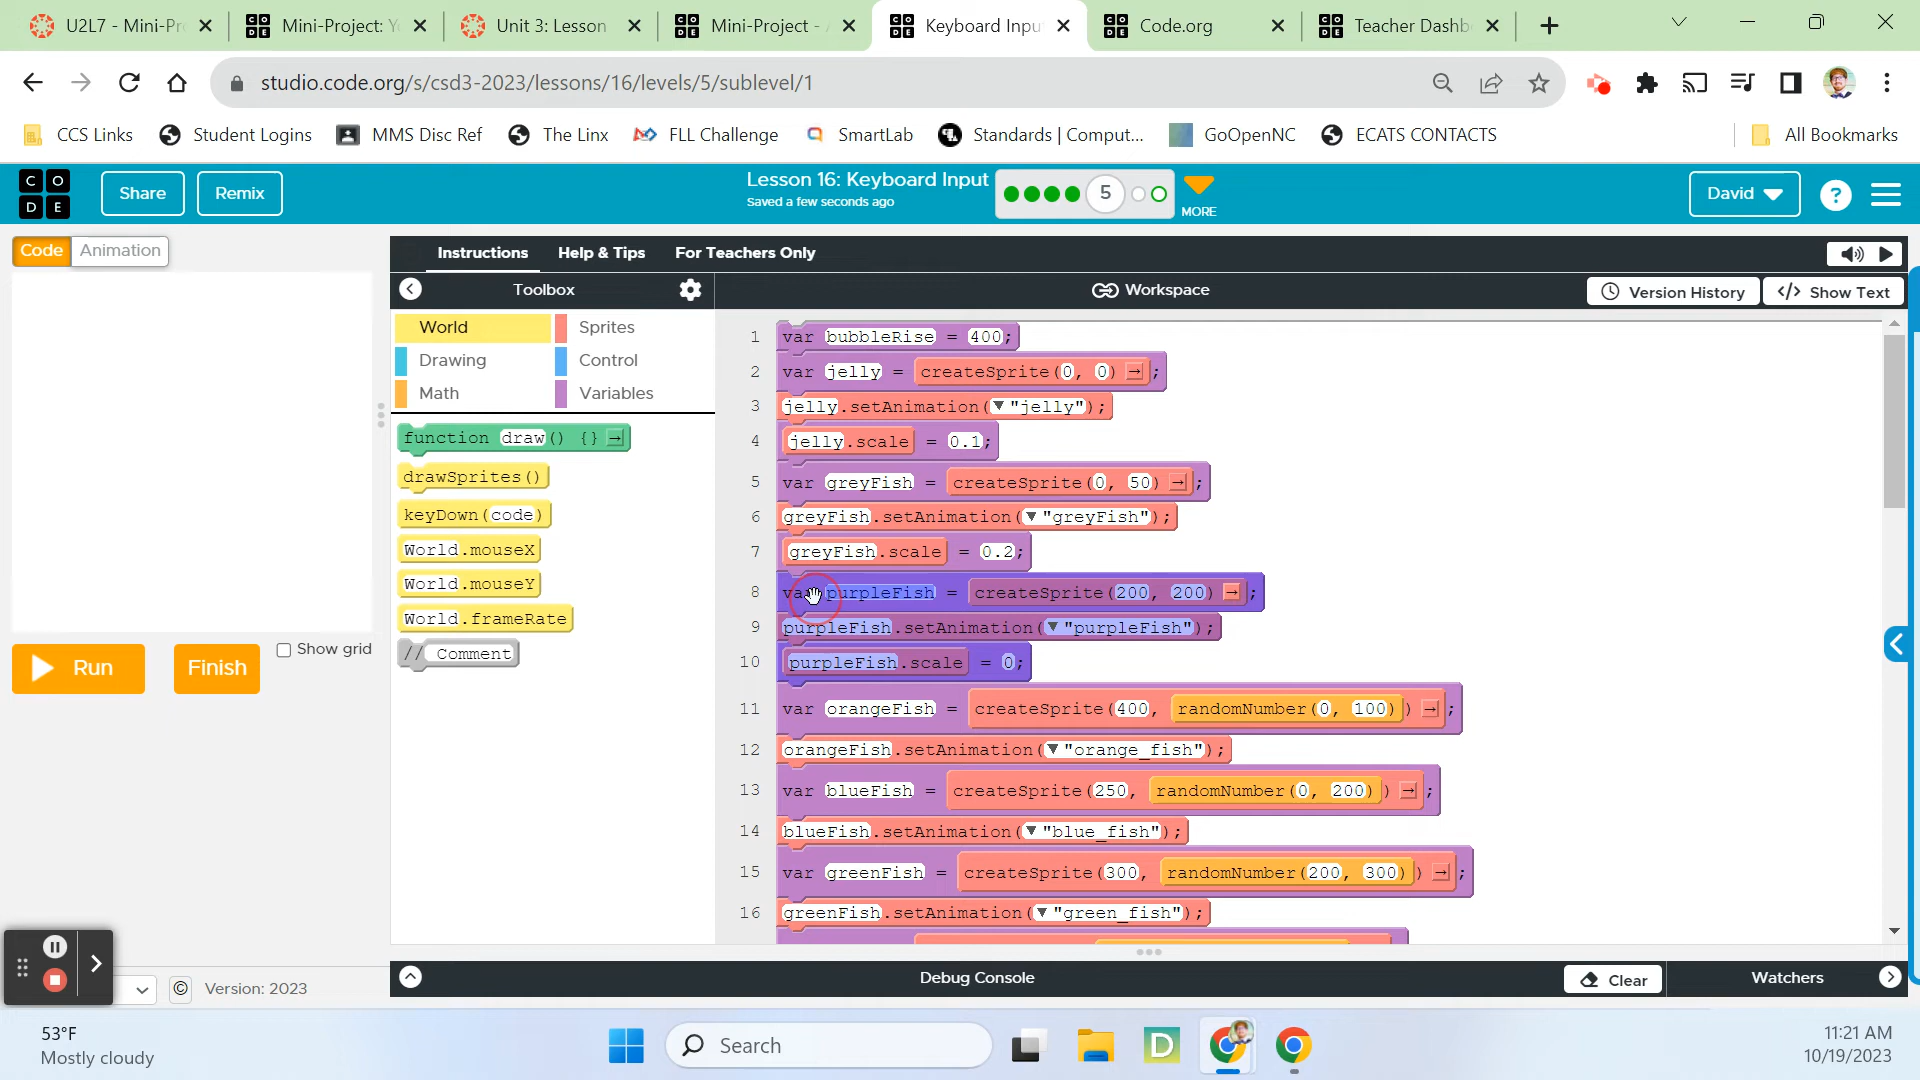 U2L7 - Mini-Pr
Mini-Project: Y
Unit 3: Lesson
Mini-Project -
Keyboard Inpu
Code.org
Teacher Dashb
studio.code.org/s/csd3-2023/lessons/16/levels/5/sublevel/1
CCS Links
Student Logins
MMS Disc Ref
The Linx
FLL Challenge
SmartLab
Standards | Comput...
GoOpenNC
ECATS CONTACTS
All Bookmarks
C O
D E
Share
Remix
Lesson 16: Keyboard Input
Saved a few seconds ago
5
MORE
David
?
Code
Animation
Instructions
Help & Tips
For Teachers Only
Toolbox
Workspace
Version History
</> Show Text
World
Sprites
Drawing
Control
Math
Variables
function draw() {}
drawSprites()
keyDown(code)
World.mouseX
World.mouseY
World.frameRate
// Comment
Run
Finish
Show grid
1 var bubbleRise = 400;
2 var jelly = createSprite(0, 0) → ;
3 jelly.setAnimation(▼ "jelly");
4 jelly.scale = 0.1;
5 var greyFish = createSprite(0, 50) → ;
6 greyFish.setAnimation(▼ "greyFish");
7 greyFish.scale = 0.2;
8 var purpleFish = createSprite(200, 200) → ;
9 purpleFish.setAnimation(▼ "purpleFish");
10 purpleFish.scale = 0;
11 var orangeFish = createSprite(400, randomNumber(0, 100)) → ;
12 orangeFish.setAnimation(▼ "orange_fish");
13 var blueFish = createSprite(250, randomNumber(0, 200)) → ;
14 blueFish.setAnimation(▼ "blue_fish");
15 var greenFish = createSprite(300, randomNumber(200, 300)) → ;
16 greenFish.setAnimation(▼ "green_fish");
Debug Console
Clear
Watchers
© Version: 2023
53°F
Mostly cloudy
Search
D
11:21 AM
10/19/2023